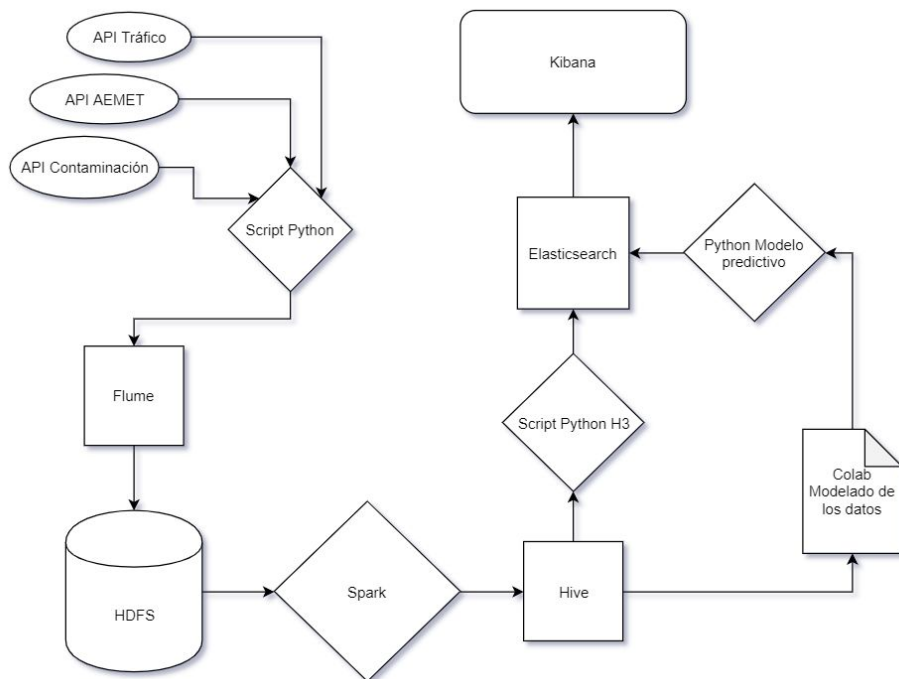 API Tráfico
Kibana
API AEMET
API Contaminación
Script Python
Elasticsearch
Python Modelo
predictivo
Flume
Script Python H3
Colab
Modelado de
los datos
HDFS
Spark
Hive